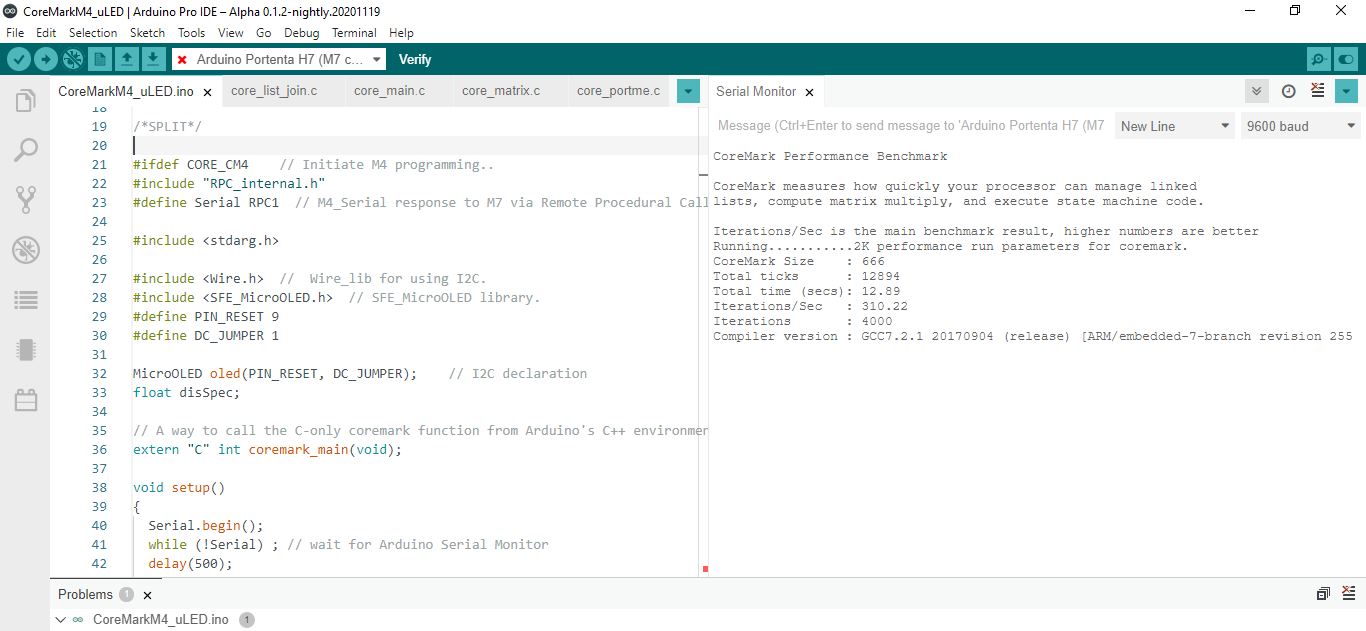 CoreMarkM4_uLED | Arduino Pro IDE – Alpha 0.1.2-nightly.20201119
File Edit Selection Sketch Tools View Go Debug Terminal Help
Arduino Portenta H7 (M7 c... Verify
CoreMarkM4_uLED.ino core_list_join.c core_main.c core_matrix.c core_portme.c
18
19 /*SPLIT*/
20
21 #ifdef CORE_CM4 // Initiate M4 programming..
22 #include "RPC_internal.h"
23 #define Serial RPC1 // M4_Serial response to M7 via Remote Procedural Call
24
25 #include <stdarg.h>
26
27 #include <Wire.h> // Wire_lib for using I2C.
28 #include <SFE_MicroOLED.h> // SFE_MicroOLED library.
29 #define PIN_RESET 9
30 #define DC_JUMPER 1
31
32 MicroOLED oled(PIN_RESET, DC_JUMPER); // I2C declaration
33 float disSpec;
34
35 // A way to call the C-only coremark function from Arduino's C++ environmen
36 extern "C" int coremark_main(void);
37
38 void setup()
39 {
40 Serial.begin();
41 while (!Serial) ; // wait for Arduino Serial Monitor
42 delay(500);
Serial Monitor
Message (Ctrl+Enter to send message to 'Arduino Portenta H7 (M7 New Line 9600 baud
CoreMark Performance Benchmark
CoreMark measures how quickly your processor can manage linked
lists, compute matrix multiply, and execute state machine code.
Iterations/Sec is the main benchmark result, higher numbers are better
Running...........2K performance run parameters for coremark.
CoreMark Size : 666
Total ticks : 12894
Total time (secs): 12.89
Iterations/Sec : 310.22
Iterations : 4000
Compiler version : GCC7.2.1 20170904 (release) [ARM/embedded-7-branch revision 255
Problems 1
CoreMarkM4_uLED.ino 1